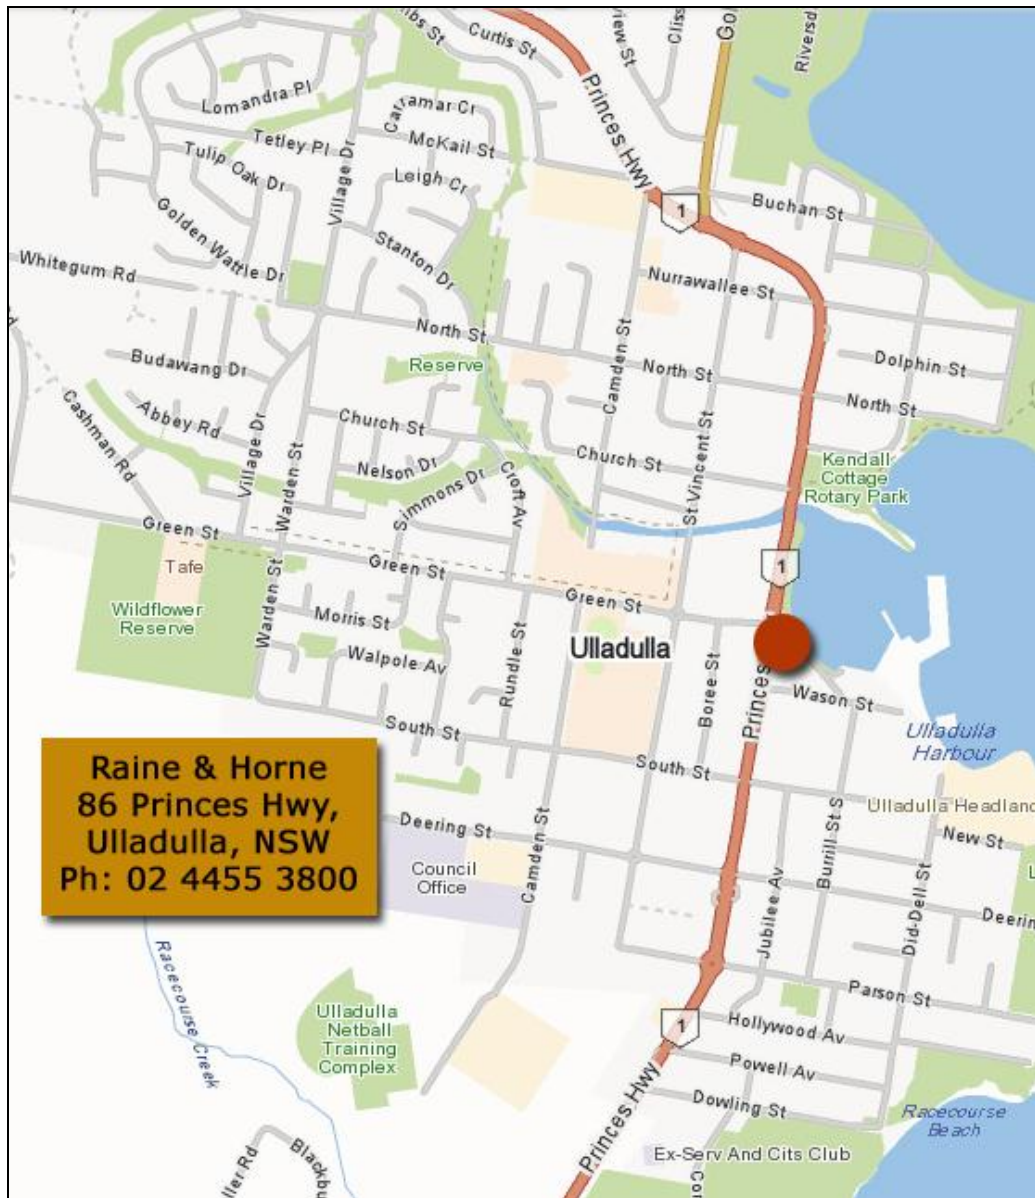 Curtis St
Princes Hwy
Lomandra Pl
Carramar Cr
Tetley Pl
McKail St
Village Dr
Tulip Oak Dr
Leigh Cr
Buchan St
1
Golden Wattle Dr
Stanton Dr
Whitegum Rd
Nurrawallee St
North St
Camden St
Budawang Dr
Reserve
North St
Dolphin St
North St
Abbey Rd
Cashman Rd
Church St
Village Dr
Warden St
Nelson Dr
Simmons Dr
Croft Av
Church St
St Vincent St
Kendall
Cottage
Rotary Park
Green St
Tafe
Green St
1
Wildflower
Reserve
Warden St
Morris St
Green St
Walpole Av
Rundle St
Ulladulla
Boree St
Princes
Wason St
Ulladulla
Harbour
South St
South St
Raine & Horne
86 Princes Hwy,
Ulladulla, NSW
Ph: 02 4455 3800
Deering St
Council
Office
Camden St
Ulladulla Headland
New St
Burrill St S
Jubilee Av
Did-Dell St
Parson St
Racecourse Creek
Ulladulla
Netball
Training
Complex
1
Hollywood Av
Powell Av
Princes Hwy
Dowling St
Racecourse
Beach
Ex-Serv And Cits Club